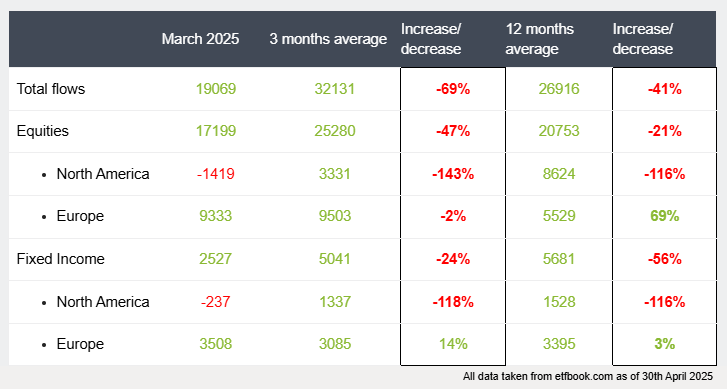 March 2025 3 months average Increase/ decrease 12 months average Increase/ decrease
Total flows 19069 32131 -69% 26916 -41%
Equities 17199 25280 -47% 20753 -21%
• North America -1419 3331 -143% 8624 -116%
• Europe 9333 9503 -2% 5529 69%
Fixed Income 2527 5041 -24% 5681 -56%
• North America -237 1337 -118% 1528 -116%
• Europe 3508 3085 14% 3395 3%
All data taken from etfbook.com as of 30th April 2025